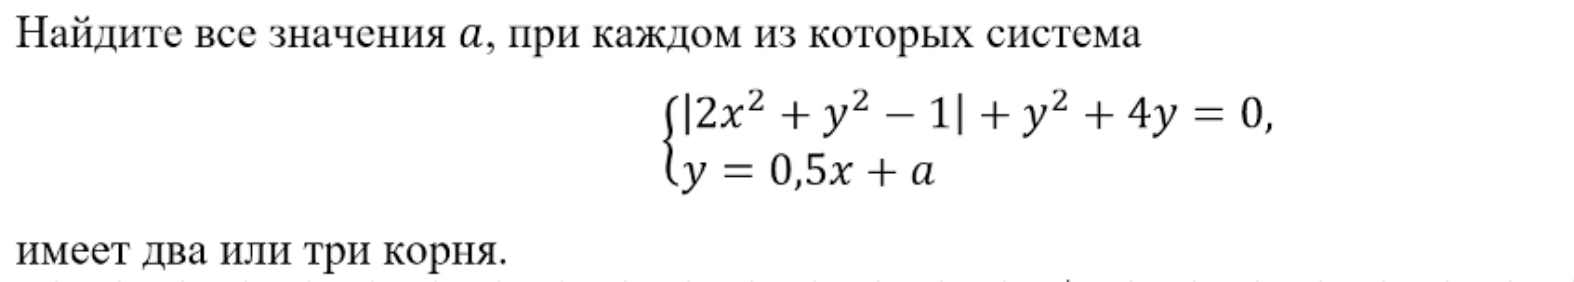 Найдите все значения a, при каждом из которых система
{|2x² + y² − 1| + y² + 4y = 0,
y = 0,5x + a
имеет два или три корня.